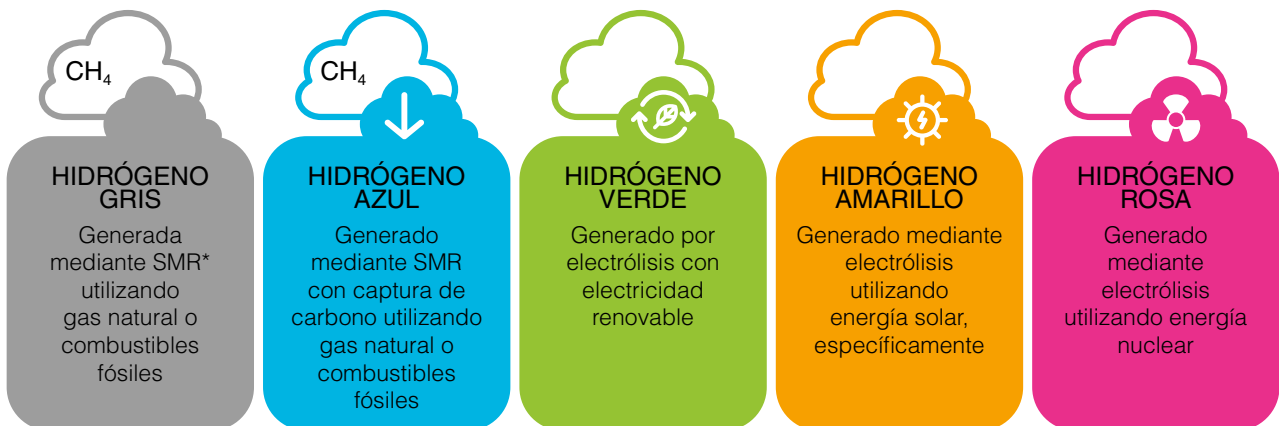 CH₄
HIDRÓGENO
GRIS
Generada
mediante SMR*
utilizando
gas natural o
combustibles
fósiles
CH₄
HIDRÓGENO
AZUL
Generado
mediante SMR
con captura de
carbono utilizando
gas natural o
combustibles
fósiles
HIDRÓGENO
VERDE
Generado por
electrólisis con
electricidad
renovable
HIDRÓGENO
AMARILLO
Generado mediante
electrólisis
utilizando
energía solar,
específicamente
HIDRÓGENO
ROSA
Generado
mediante
electrólisis
utilizando energía
nuclear